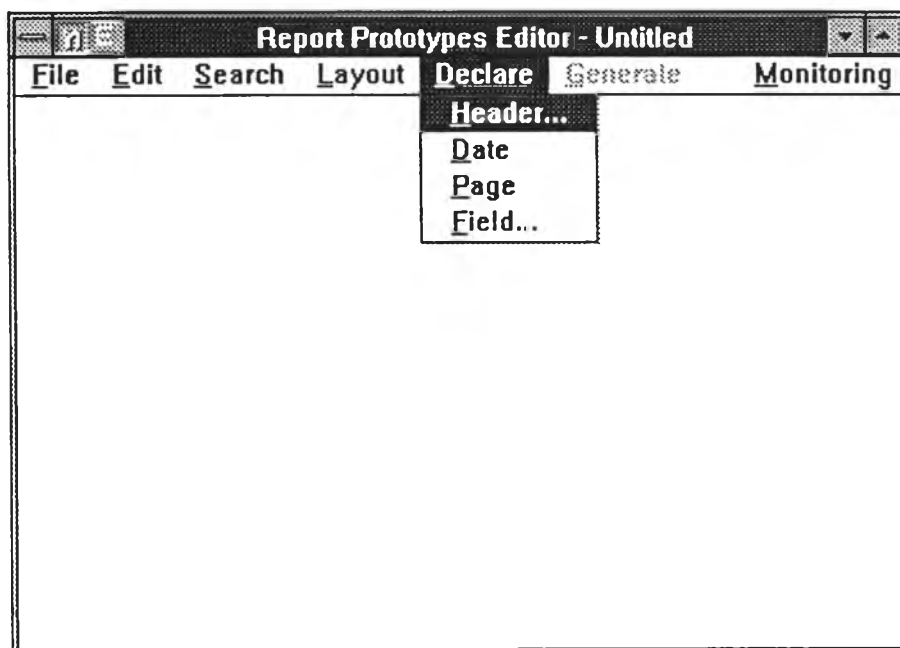 Report Prototypes Editor - Untitled
File Edit Search Layout Declare Generate Monitoring
Header...
Date
Page
Field...